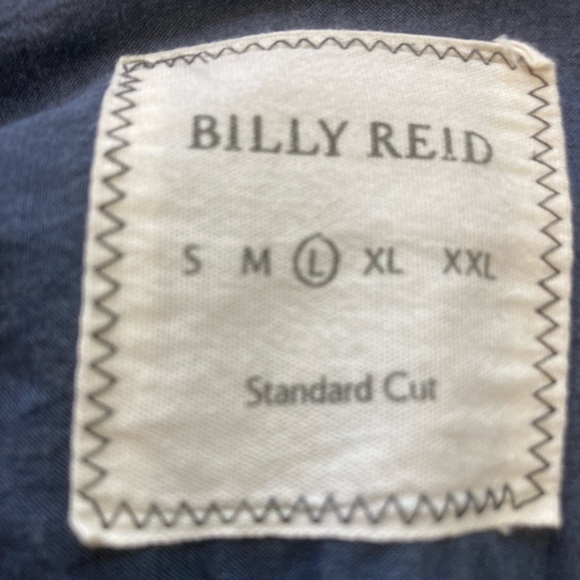 BILLY REID
S M L XL XXL
Standard Cut